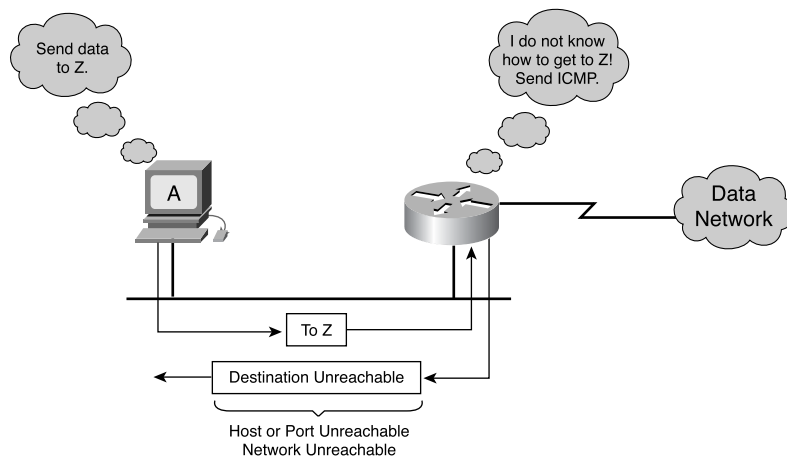 Send data
to Z.
I do not know
how to get to Z!
Send ICMP.
A
Data
Network
To Z
Destination Unreachable
Host or Port Unreachable
Network Unreachable